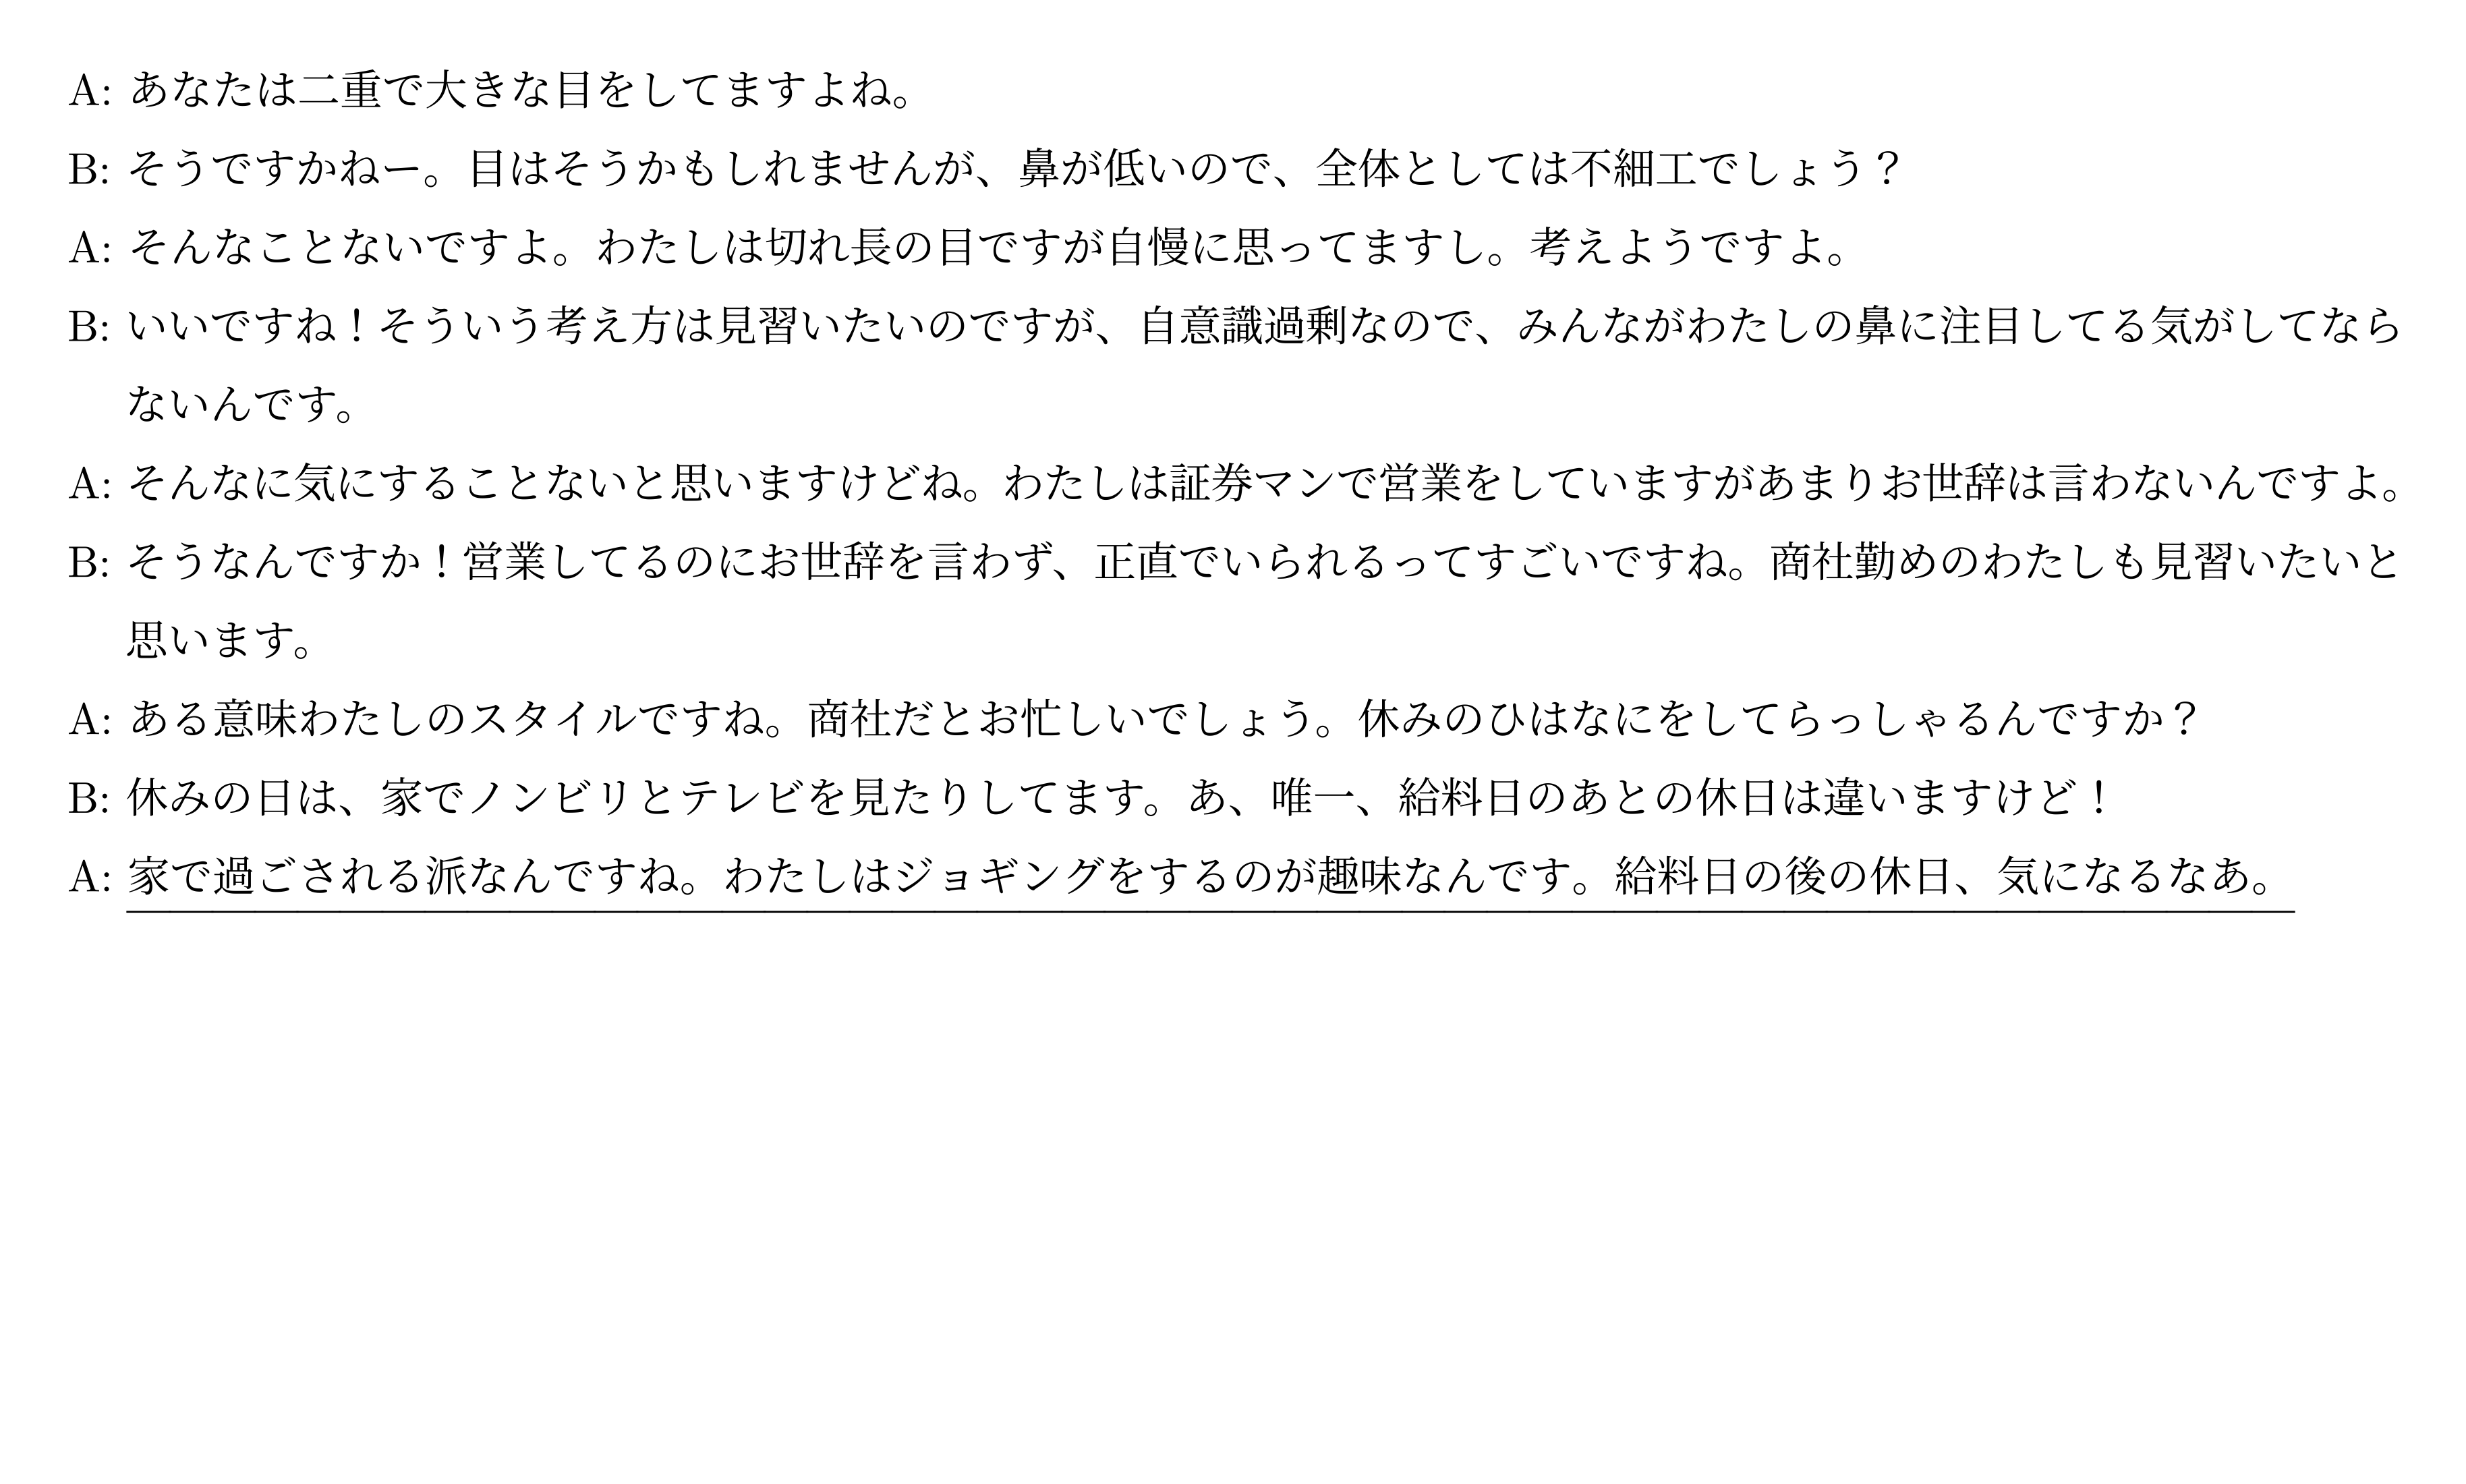 A: あなたは二重で大きな目をしてますよね。
B: そうですかねー。目はそうかもしれませんが、鼻が低いので、全体としては不細工でしょう？
A: そんなことないですよ。わたしは切れ長の目ですが自慢に思ってますし。考えようですよ。
B: いいですね！そういう考え方は見習いたいのですが、自意識過剰なので、みんながわたしの鼻に注目してる気がしてなら
ないんです。
A: そんなに気にすることないと思いますけどね。わたしは証券マンで営業をしていますがあまりお世辞は言わないんですよ。
B: そうなんですか！営業してるのにお世辞を言わず、正直でいられるってすごいですね。商社勤めのわたしも見習いたいと
思います。
A: ある意味わたしのスタイルですね。商社だとお忙しいでしょう。休みのひはなにをしてらっしゃるんですか？
B: 休みの日は、家でノンビリとテレビを見たりしてます。あ、唯一、給料日のあとの休日は違いますけど！
A: 家で過ごされる派なんですね。わたしはジョギングをするのが趣味なんです。給料日の後の休日、気になるなあ。